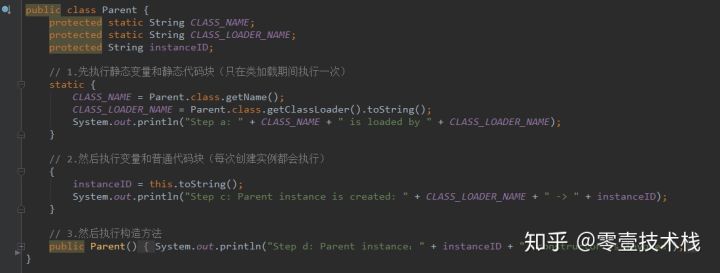 public class Parent {
protected static String CLASS_NAME;
protected static String CLASS_LOADER_NAME;
protected String instanceID;
// 1.先执行静态变量和静态代码块（只在类加载期间执行一次）
static {
CLASS_NAME = Parent.class.getName();
CLASS_LOADER_NAME = Parent.class.getClassLoader().toString();
System.out.println("Step a: " + CLASS_NAME + " is loaded by " + CLASS_LOADER_NAME);
}
// 2.然后执行变量和普通代码块（每次创建实例都会执行）
{
instanceID = this.toString();
System.out.println("Step c: Parent instance is created: " + CLASS_LOADER_NAME + " -> " + instanceID);
}
// 3.然后执行构造方法
public Parent() { System.out.println("Step d: Parent instance：" + instanceID + "
知乎 @零壹技术栈
}